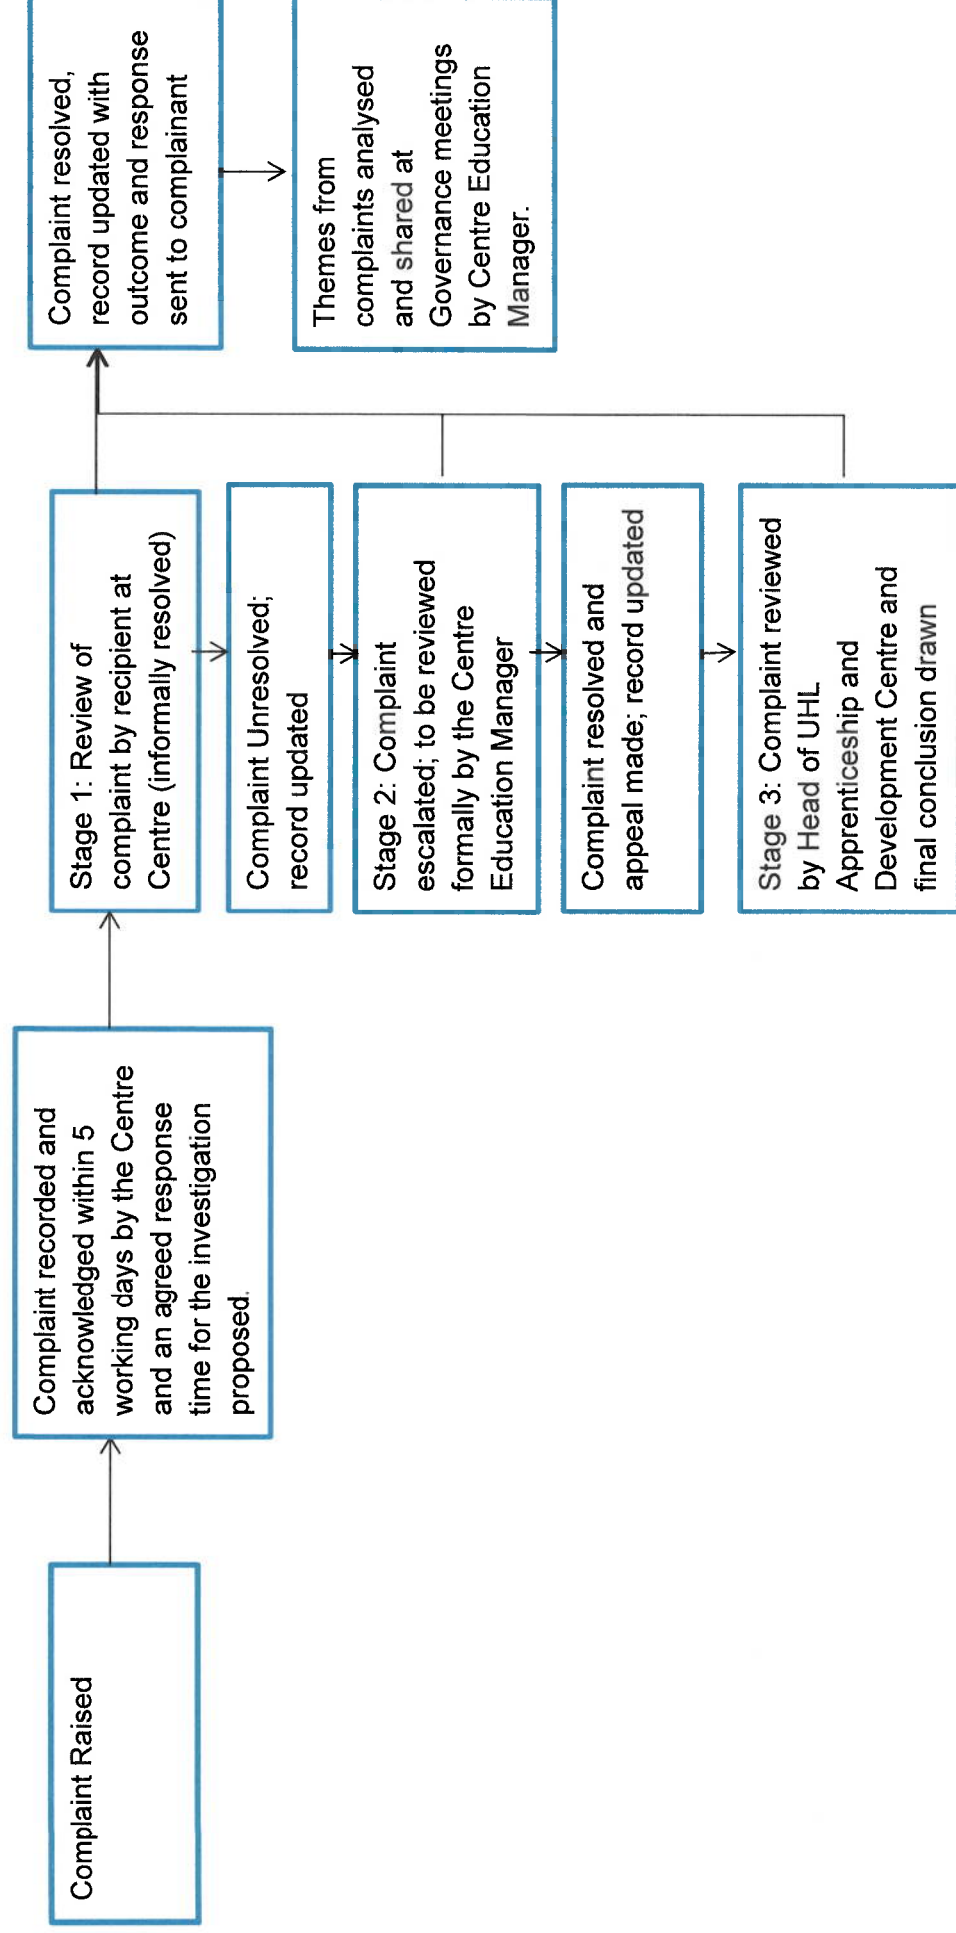 Complaint Raised
Complaint recorded and
acknowledged within 5
working days by the Centre
and an agreed response
time for the investigation
proposed.
Stage 1: Review of
complaint by recipient at
Centre (informally resolved)
Complaint Unresolved;
record updated
Stage 2: Complaint
escalated; to be reviewed
formally by the Centre
Education Manager
Complaint resolved and
appeal made; record updated
Stage 3: Complaint reviewed
by Head of UHL
Apprenticeship and
Development Centre and
final conclusion drawn
Complaint resolved,
record updated with
outcome and response
sent to complainant
Themes from
complaints analysed
and shared at
Governance meetings
by Centre Education
Manager.